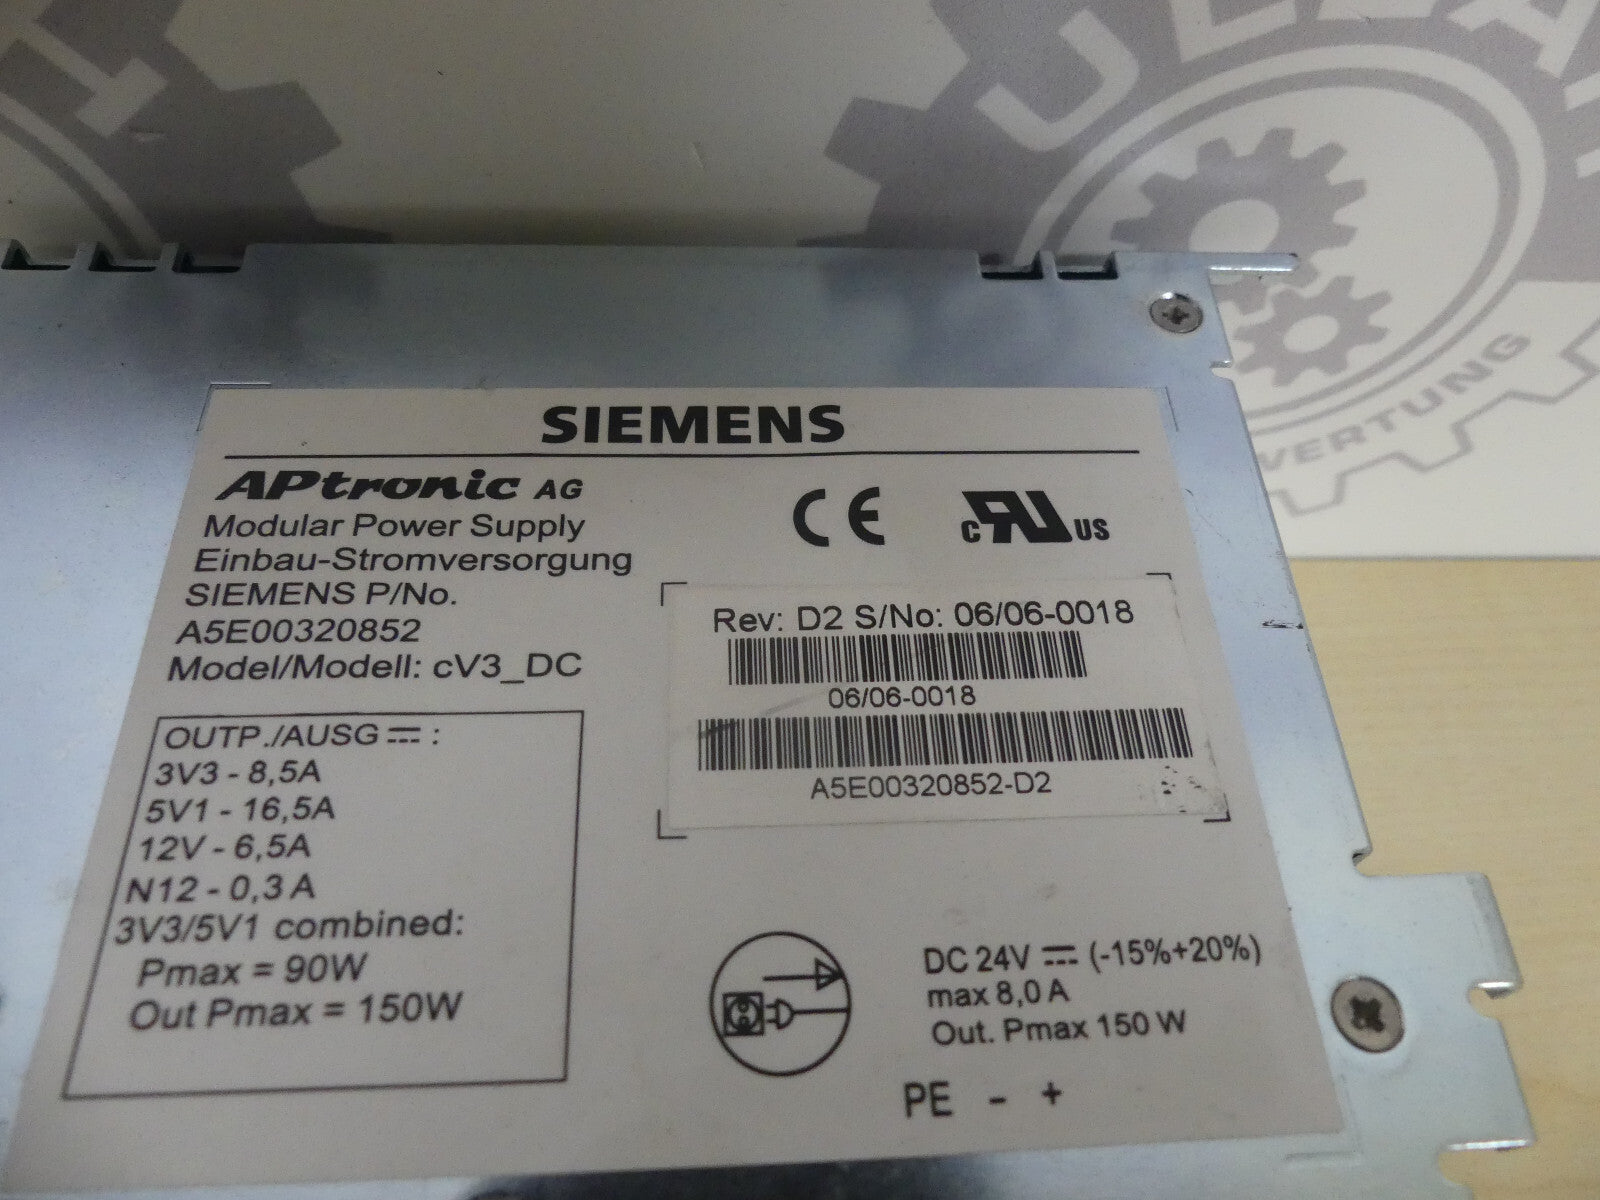 SIEMENS
APtronic AG
Modular Power Supply
Einbau-Stromversorgung
SIEMENS P/No.
A5E00320852
Model/Modell: cV3_DC
CE
c RU US
Rev: D2 S/No: 06/06-0018
06/06-0018
A5E00320852-D2
OUTP./AUSG ⎓ :
3V3 - 8,5A
5V1 - 16,5A
12V - 6,5A
N12 - 0,3 A
3V3/5V1 combined:
Pmax = 90W
Out Pmax = 150W
DC 24V ⎓ (-15%+20%)
max 8,0 A
Out. Pmax 150 W
PE - +